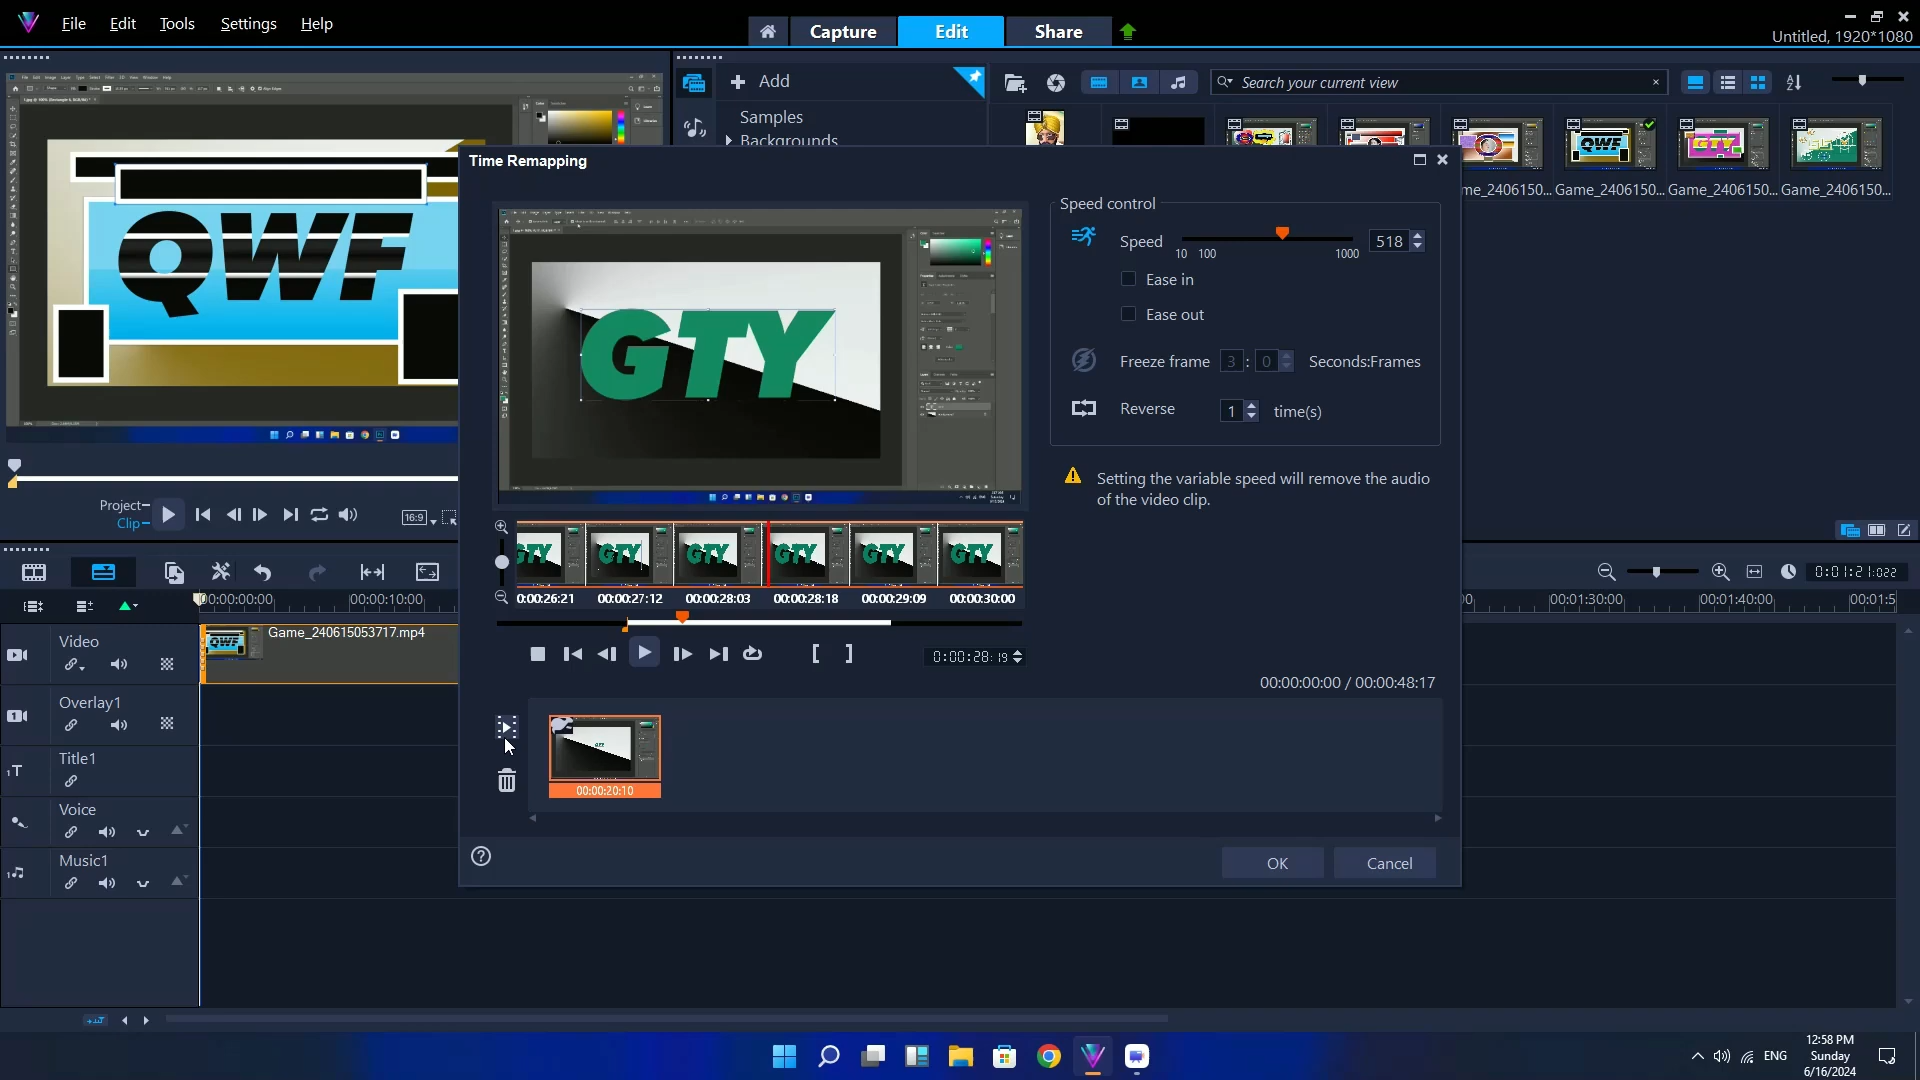 File Edit Tools Settings Help
Capture Edit Share
Untitled, 1920*1080
Add
Search your current view
Samples
Backgrounds
me_2406150... Game_2406150... Game_2406150... Game_2406150...
QWF
Time Remapping
GTY
Speed control
Speed 518
10 100 1000
Ease in
Ease out
Freeze frame 3 : 0 Seconds:Frames
Reverse 1 time(s)
Setting the variable speed will remove the audio
of the video clip.
Project
Clip
16:9
0:00:26:21 00:00:27:12 00:00:28:03 00:00:28:18 00:00:29:09 00:00:30:00
0:00:28:19
00:00:00:00 / 00:00:48:17
00:00:20:10
OK Cancel
0:01:21:022
00:00:00:00 00:00:10:00
00:01:30:00 00:01:40:00 00:01:5
Video
Game_240615053717.mp4
Overlay1
Title1
Voice
Music1
ENG
12:58 PM
Sunday
6/16/2024